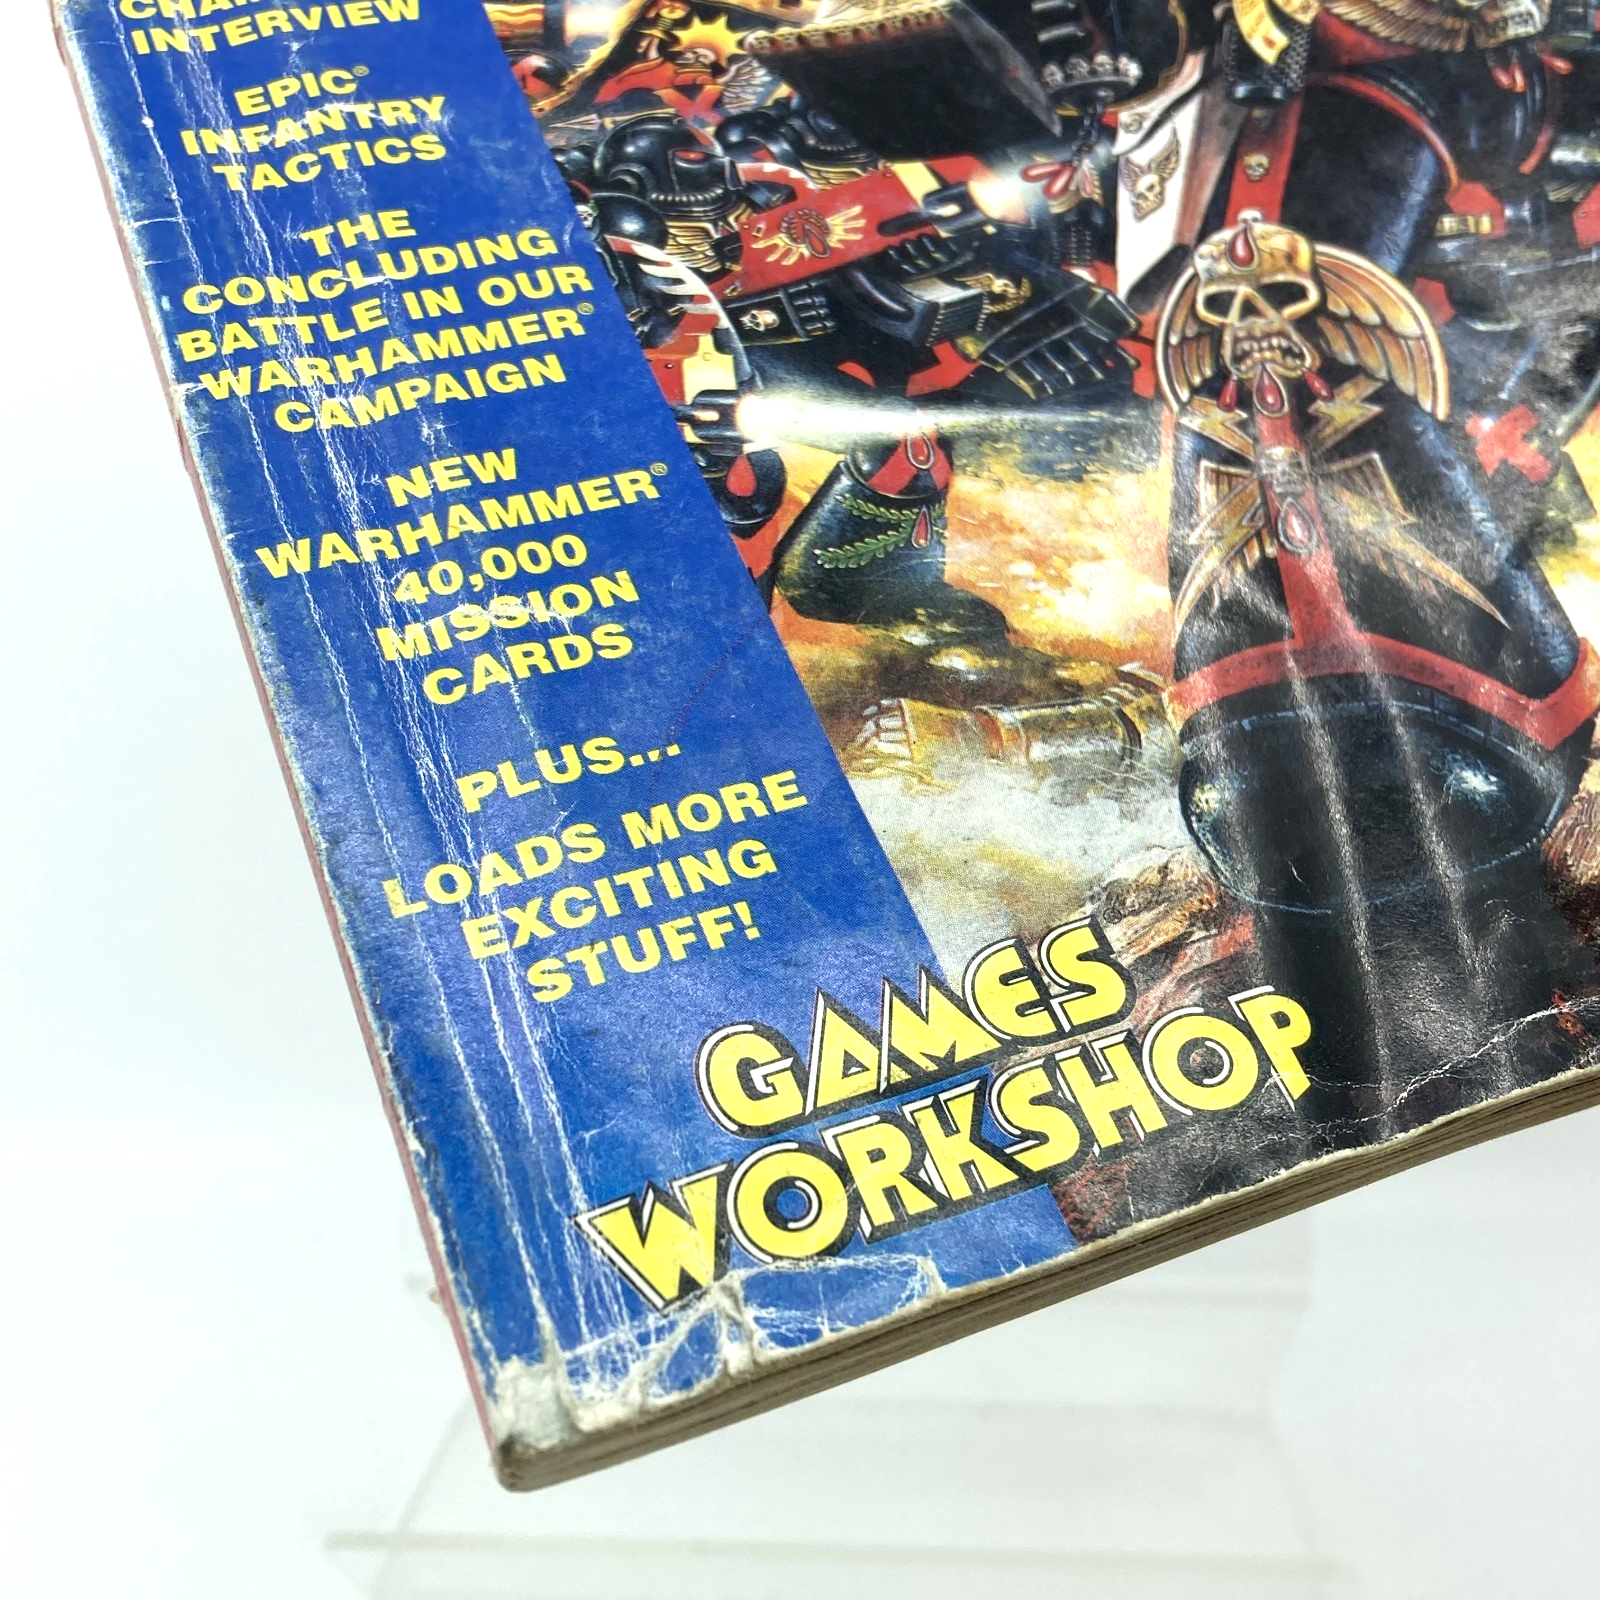 INTERVIEW
EPIC®
INFANTRY
TACTICS
THE
CONCLUDING
BATTLE IN OUR
WARHAMMER®
CAMPAIGN
NEW
WARHAMMER®
40,000
MISSION
CARDS
PLUS...
LOADS MORE
EXCITING
STUFF!
GAMES®
WORKSHOP